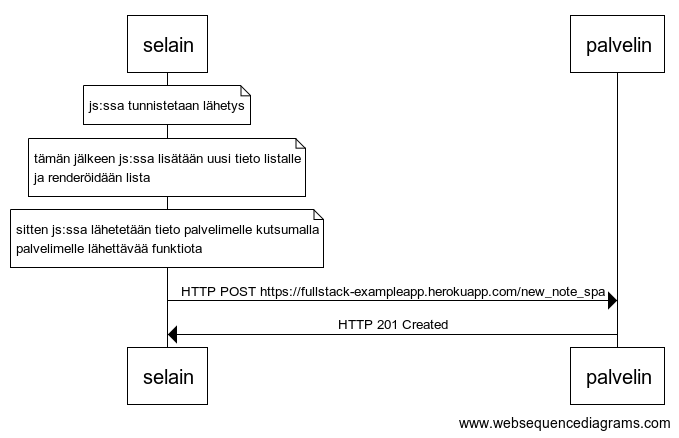 selain
palvelin
js:ssa tunnistetaan lähetys
tämän jälkeen js:ssa lisätään uusi tieto listalle
ja renderöidään lista
sitten js:ssa lähetetään tieto palvelimelle kutsumalla
palvelimelle lähettävää funktiota
HTTP POST https://fullstack-exampleapp.herokuapp.com/new_note_spa
HTTP 201 Created
selain
palvelin
www.websequencediagrams.com